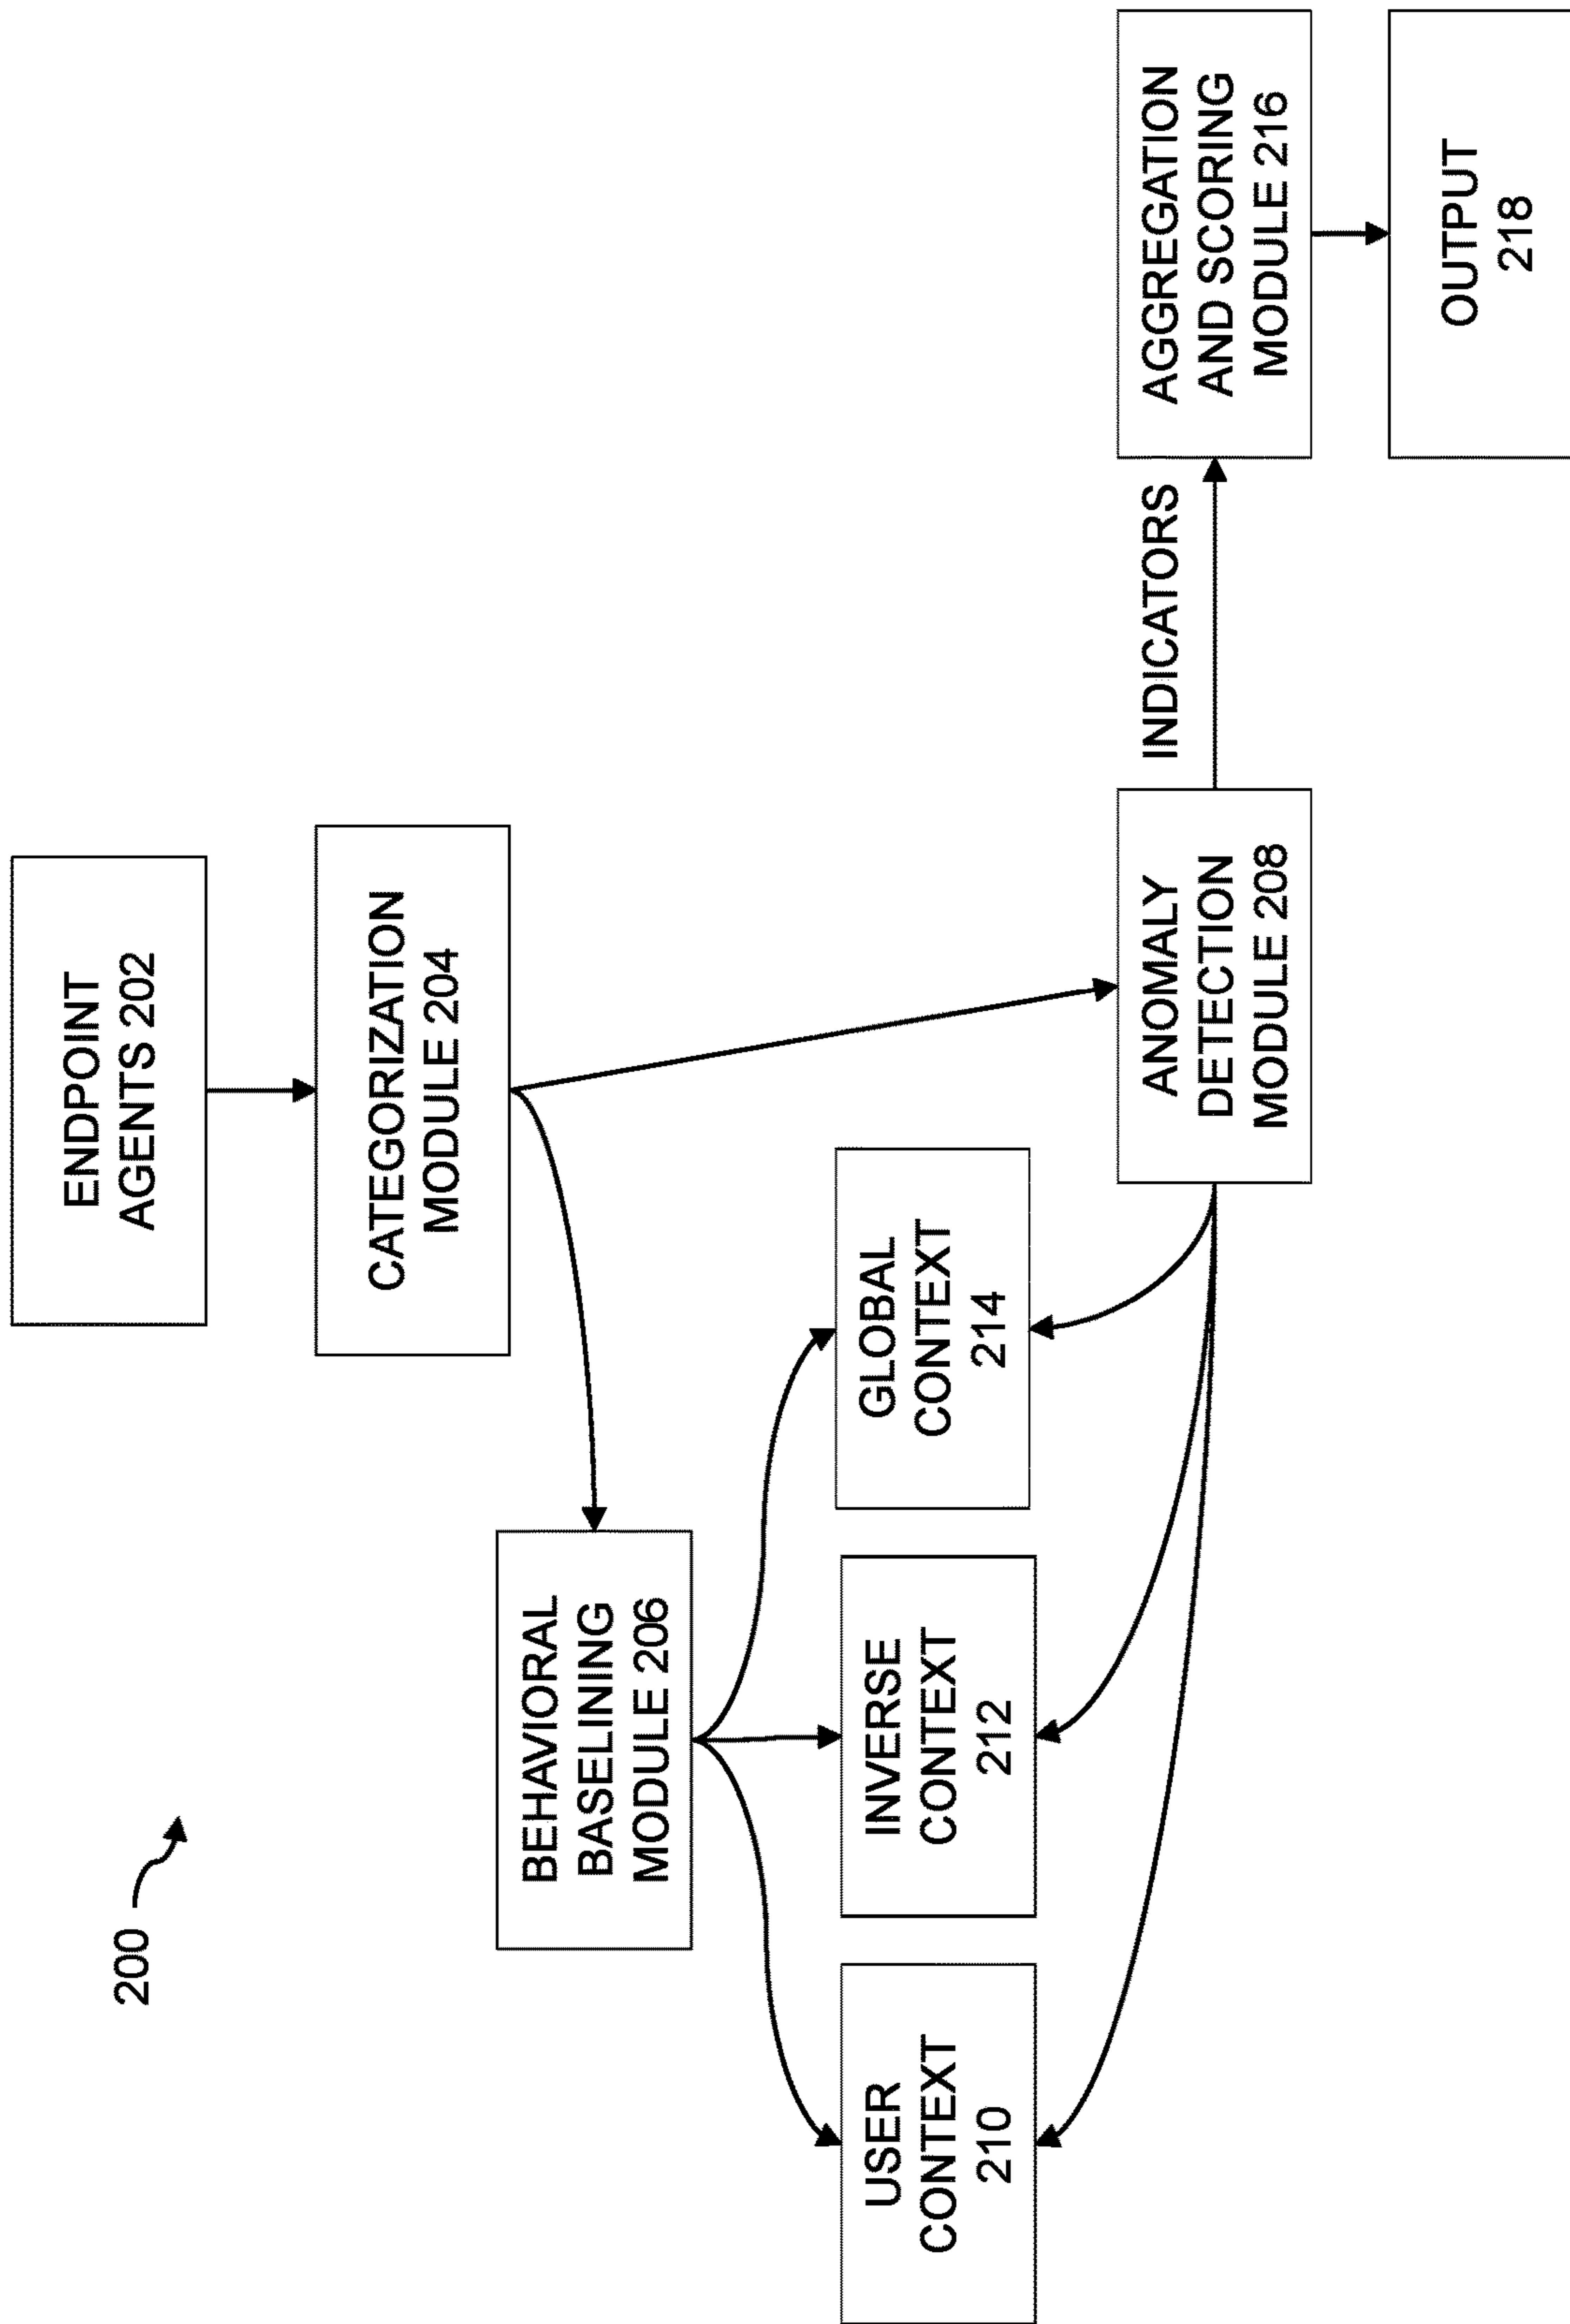 200
ENDPOINT
AGENTS 202
CATEGORIZATION
MODULE 204
BEHAVIORAL
BASELINING
MODULE 206
USER
CONTEXT
210
INVERSE
CONTEXT
212
GLOBAL
CONTEXT
214
ANOMALY
DETECTION
MODULE 208
INDICATORS
AGGREGATION
AND SCORING
MODULE 216
OUTPUT
218